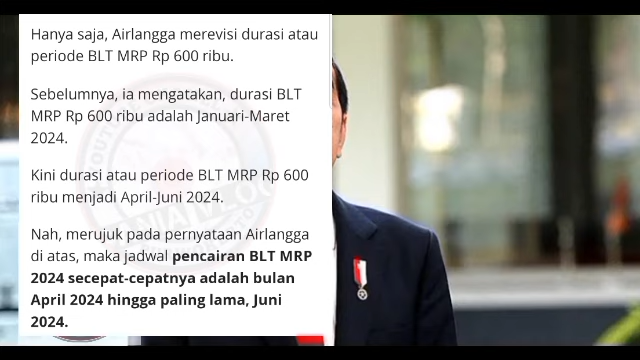 Hanya saja, Airlangga merevisi durasi atau
periode BLT MRP Rp 600 ribu.
Sebelumnya, ia mengatakan, durasi BLT
MRP Rp 600 ribu adalah Januari-Maret
2024.
Kini durasi atau periode BLT MRP Rp 600
ribu menjadi April-Juni 2024.
Nah, merujuk pada pernyataan Airlangga
di atas, maka jadwal pencairan BLT MRP
2024 secepat-cepatnya adalah bulan
April 2024 hingga paling lama, Juni
2024.